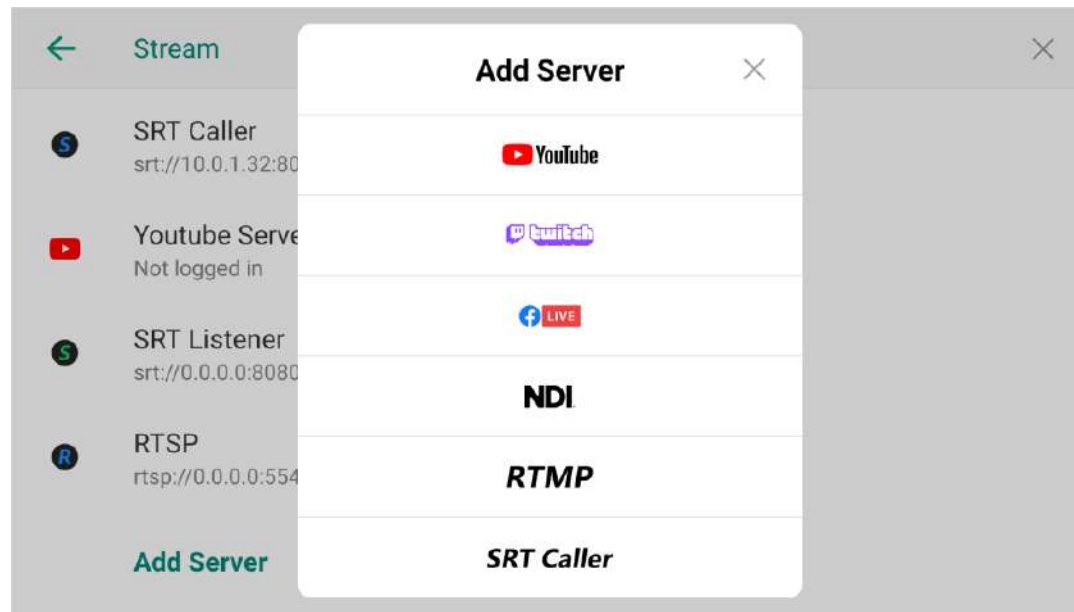 Stream
SRT Caller
srt://10.0.1.32:80
Youtube Serve
Not logged in
SRT Listener
srt://0.0.0.0:8080
RTSP
rtsp://0.0.0.0:554
Add Server
Add Server
YouTube
twitch
LIVE
NDI
RTMP
SRT Caller